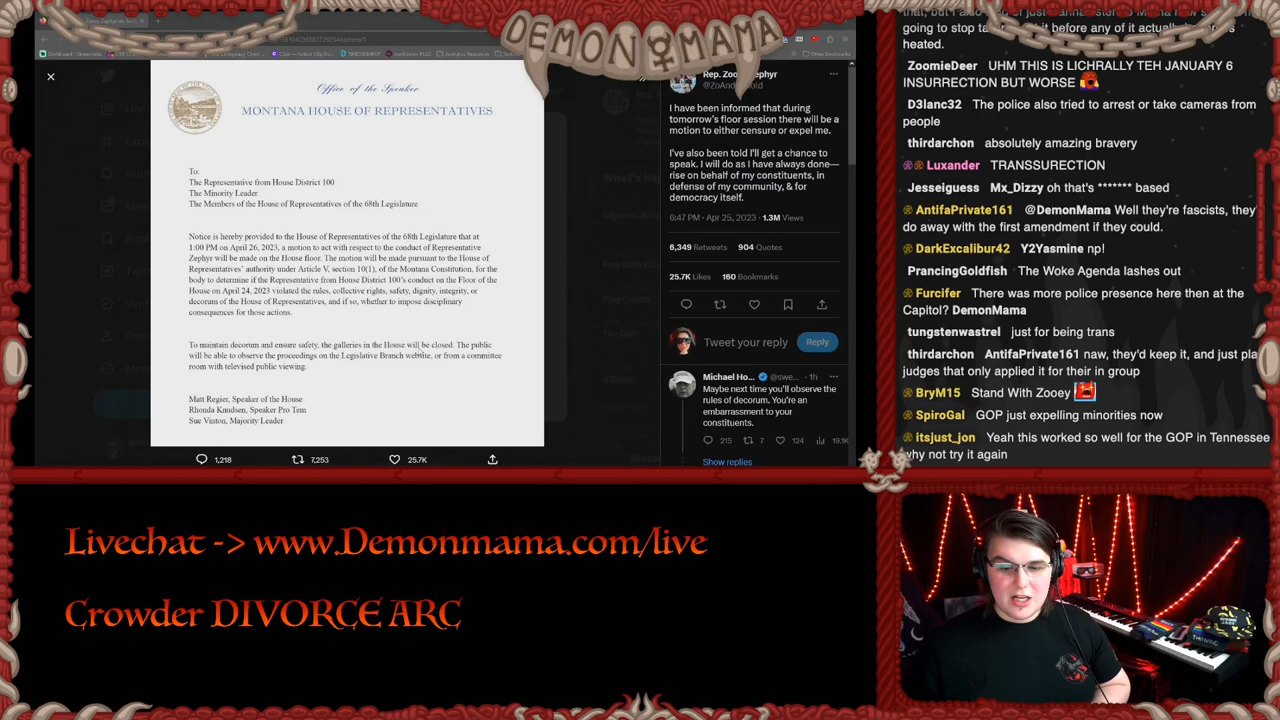 DEMONMAMA
Office of the Speaker
MONTANA HOUSE OF REPRESENTATIVES
To:
The Representative from House District 100
The Minority Leader
The Members of the House of Representatives of the 68th Legislature
Notice is hereby provided to the House of Representatives of the 68th Legislature that at
1:00 PM on April 26, 2023, a motion to act with respect to the conduct of Representative
Zephyr will be made on the House floor. The motion will be made pursuant to the House of
Representatives' authority under Article V, section 10(1), of the Montana Constitution, for the
body to determine if the Representative from House District 100's conduct on the Floor of the
House on April 24, 2023 violated the rules, collective rights, safety, dignity, integrity, or
decorum of the House of Representatives, and if so, whether to impose disciplinary
consequences for those actions.
To maintain decorum and ensure safety, the galleries in the House will be closed. The public
will be able to observe the proceedings on the Legislative Branch website, or from a committee
room with televised public viewing.
Matt Regier, Speaker of the House
Rhonda Knudsen, Speaker Pro Tem
Sue Vinton, Majority Leader
1,218 7,253 25.7K
I have been informed that during
tomorrow's floor session there will be a
motion to either censure or expel me.
I've also been told I'll get a chance to
speak. I will do as I have always done—
rise on behalf of my constituents, in
defense of my community, & for
democracy itself.
6:47 PM · Apr 25, 2023 · 1.3M Views
6,349 Retweets 904 Quotes
25.7K Likes 160 Bookmarks
Tweet your reply Reply
Michael Ho... @swe... · 1h
Maybe next time you'll observe the
rules of decorum. You're an
embarrassment to your
constituents.
215 7 124 19.1K
Show replies
going to stop
heated.
ZoomieDeer UHM THIS IS LICHRALLY TEH JANUARY 6
INSURRECTION BUT WORSE
D3lanc32 The police also tried to arrest or take cameras from
people
thirdarchon absolutely amazing bravery
Luxander TRANSSURECTION
Jesseiguess Mx_Dizzy oh that's ******* based
AntifaPrivate161 @DemonMama Well they're fascists, they
do away with the first amendment if they could.
DarkExcalibur42 Y2Yasmine np!
PrancingGoldfish The Woke Agenda lashes out
Furcifer There was more police presence here then at the
Capitol? DemonMama
tungstenwastrel just for being trans
thirdarchon AntifaPrivate161 naw, they'd keep it, and just pla
judges that only applied it for their in group
BryM15 Stand With Zooey
SpiroGal GOP just expelling minorities now
itsjust_jon Yeah this worked so well for the GOP in Tennessee
why not try it again
Livechat -> www.Demonmama.com/live
Crowder DIVORCE ARC